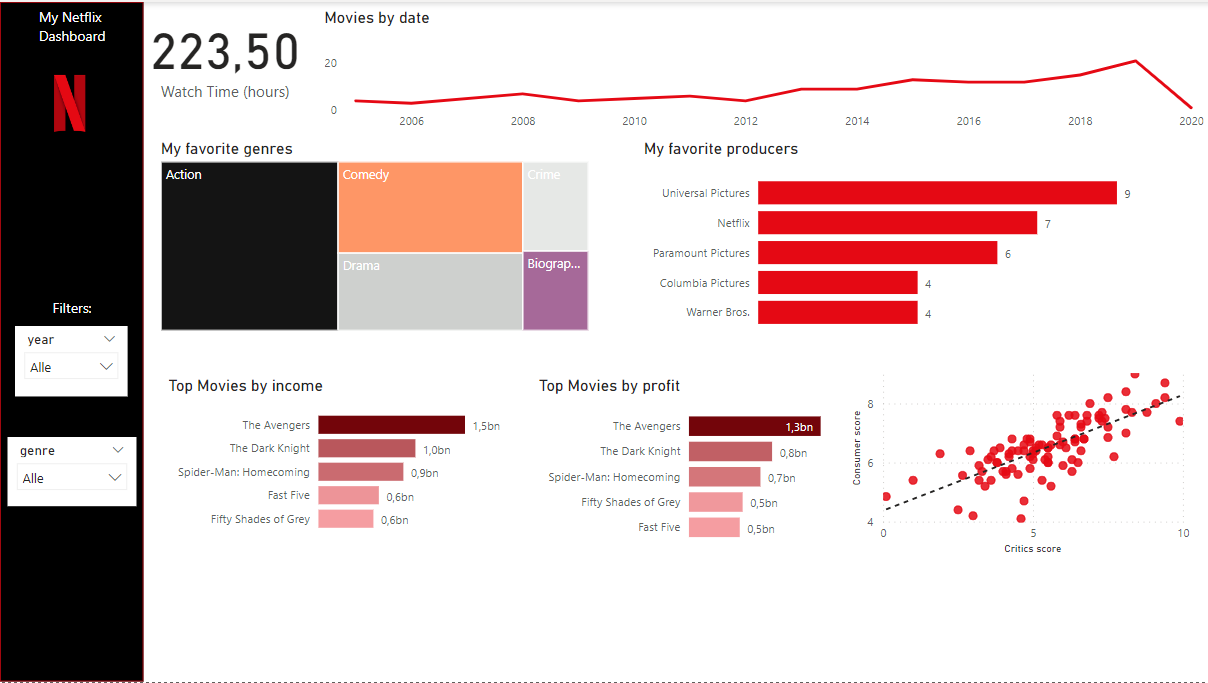 My Netflix
Dashboard
N
Filters:
year
Alle
genre
Alle
223,50
Watch Time (hours)
Movies by date
20
0
2006 2008 2010 2012 2014 2016 2018 2020
My favorite genres
Action
Comedy
Crime
Drama
Biograp...
My favorite producers
Universal Pictures 9
Netflix 7
Paramount Pictures 6
Columbia Pictures 4
Warner Bros. 4
Top Movies by income
The Avengers 1,5bn
The Dark Knight 1,0bn
Spider-Man: Homecoming 0,9bn
Fast Five 0,6bn
Fifty Shades of Grey 0,6bn
Top Movies by profit
The Avengers 1,3bn
The Dark Knight 0,8bn
Spider-Man: Homecoming 0,7bn
Fifty Shades of Grey 0,5bn
Fast Five 0,5bn
Consumer score
8
6
4
0 5 10
Critics score